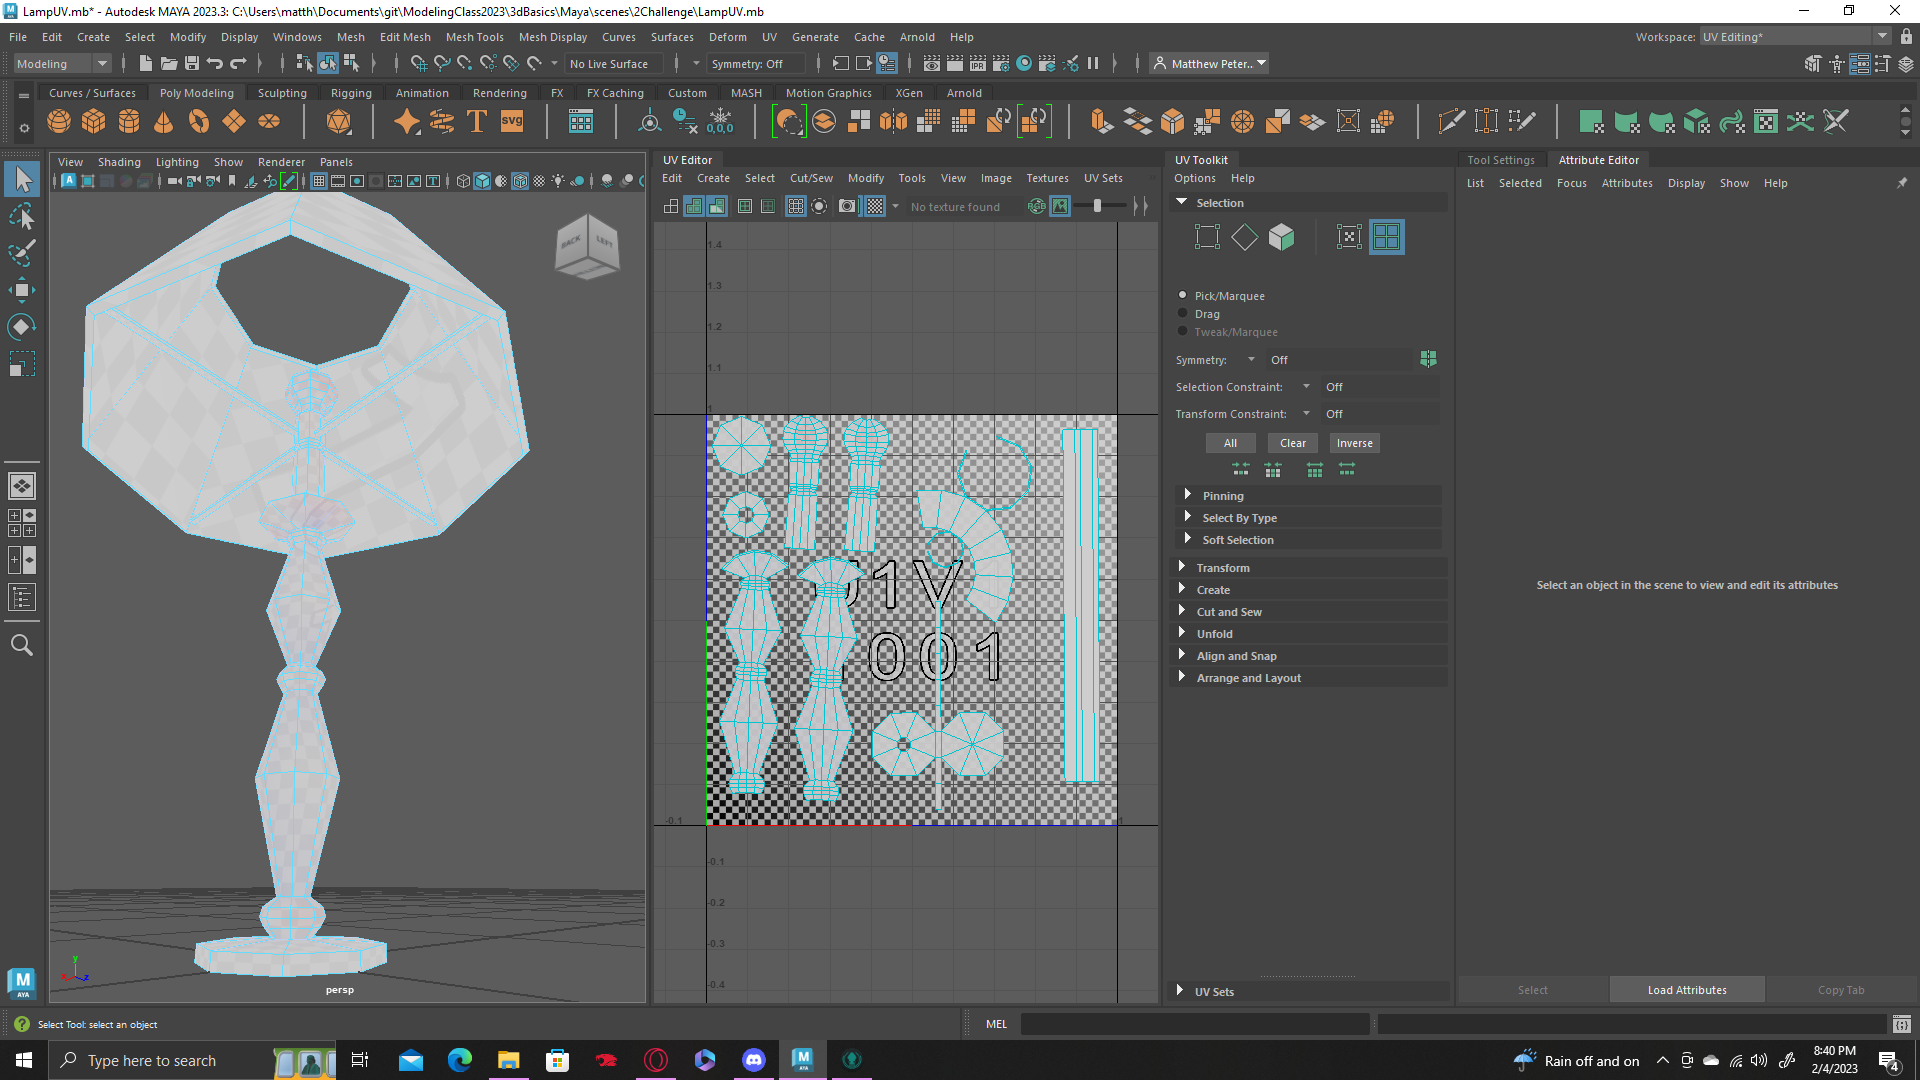 LampUV.mb* - Autodesk MAYA 2023.3: C:\Users\matth\Documents\git\ModelingClass2023\3dBasics\Maya\scenes\2Challenge\LampUV.mb
File Edit Create Select Modify Display Windows Mesh Edit Mesh Mesh Tools Mesh Display Curves Surfaces Deform UV Generate Cache Arnold Help
Workspace: UV Editing*
Modeling
No Live Surface
Symmetry: Off
Matthew Peter..
Curves / Surfaces Poly Modeling Sculpting Rigging Animation Rendering FX FX Caching Custom MASH Motion Graphics XGen Arnold
T
svg
0,0,0
View Shading Lighting Show Renderer Panels
BACK LEFT
persp
y
x
z
UV Editor
Edit Create Select Cut/Sew Modify Tools View Image Textures UV Sets
No texture found
RGB
1.4
1.3
1.2
1.1
1
-0.1
1
-0.1
-0.2
-0.3
-0.4
U1V
1001
UV Toolkit
Options Help
Selection
Pick/Marquee
Drag
Tweak/Marquee
Symmetry: Off
Selection Constraint: Off
Transform Constraint: Off
All Clear Inverse
Pinning
Select By Type
Soft Selection
Transform
Create
Cut and Sew
Unfold
Align and Snap
Arrange and Layout
UV Sets
Tool Settings Attribute Editor
List Selected Focus Attributes Display Show Help
Select an object in the scene to view and edit its attributes
Select Load Attributes Copy Tab
Select Tool: select an object
MEL
Type here to search
Rain off and on
8:40 PM
2/4/2023
4